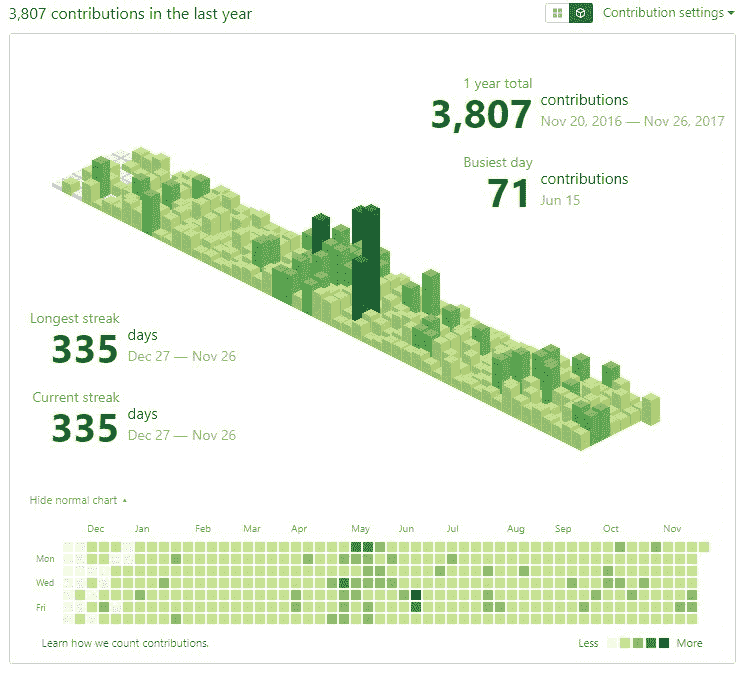 3,807 contributions in the last year
Contribution settings
1 year total
3,807 contributions
Nov 20, 2016 — Nov 26, 2017
Busiest day
71 contributions
Jun 15
Longest streak
335 days
Dec 27 — Nov 26
Current streak
335 days
Dec 27 — Nov 26
Hide normal chart
Dec Jan Feb Mar Apr May Jun Jul Aug Sep Oct Nov
Mon
Wed
Fri
Learn how we count contributions.
Less More